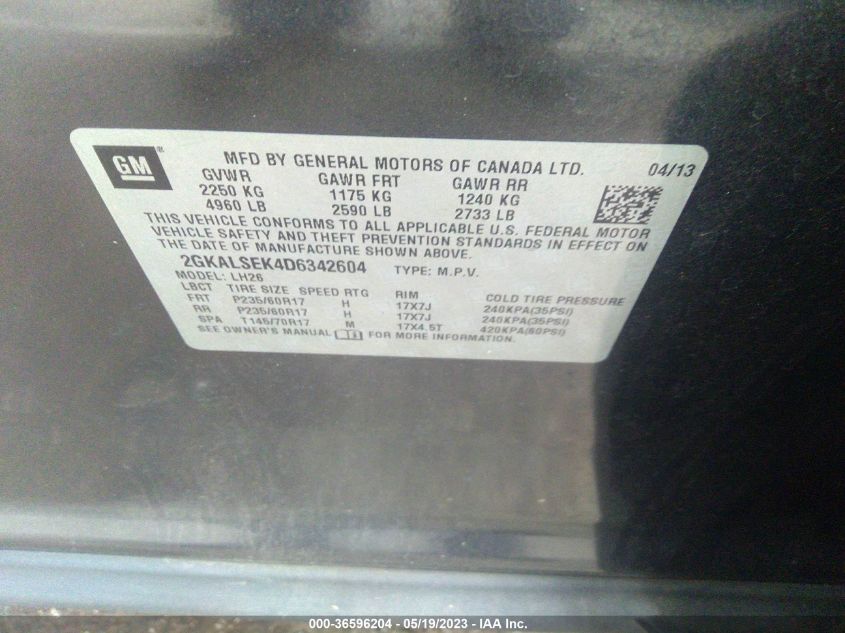 GM®
MFD BY GENERAL MOTORS OF CANADA LTD. 04/13
GVWR GAWR FRT GAWR RR
2250 KG 1175 KG 1240 KG
4960 LB 2590 LB 2733 LB
THIS VEHICLE CONFORMS TO ALL APPLICABLE U.S. FEDERAL MOTOR
VEHICLE SAFETY AND THEFT PREVENTION STANDARDS IN EFFECT ON
THE DATE OF MANUFACTURE SHOWN ABOVE.
2GKALSEK4D6342604 TYPE: M.P.V.
MODEL: LH26
LBCT TIRE SIZE SPEED RTG RIM COLD TIRE PRESSURE
FRT P235/60R17 H 17X7J 240KPA(35PSI)
RR P235/60R17 H 17X7J 240KPA(35PSI)
SPA T145/70R17 M 17X4.5T 420KPA(60PSI)
SEE OWNER'S MANUAL FOR MORE INFORMATION.
000-36596204 / 05/19/2023 - IAA Inc.